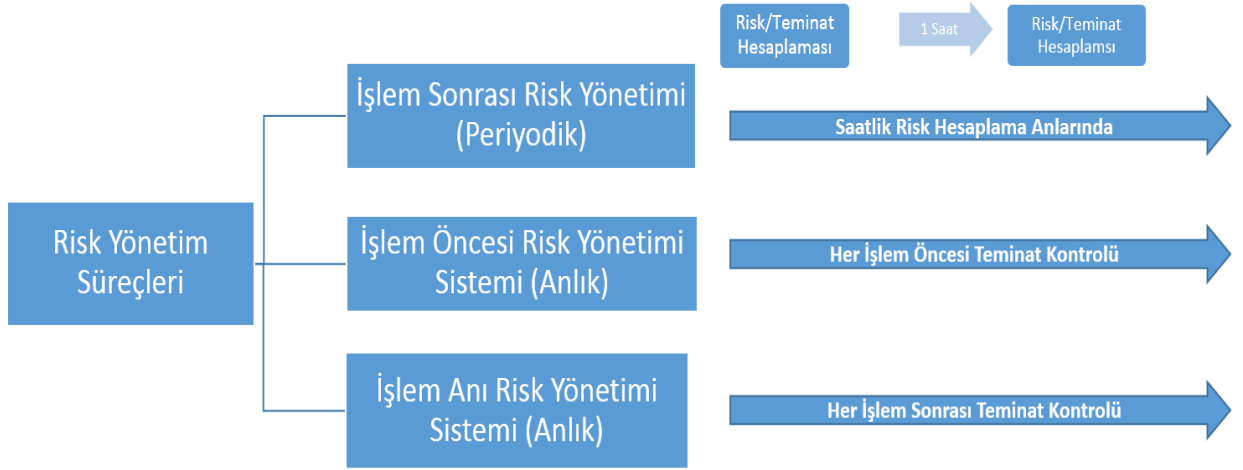 Risk/Teminat
Hesaplaması
1 Saat
Risk/Teminat
Hesaplamsı
İşlem Sonrası Risk Yönetimi
(Periyodik)
Saatlik Risk Hesaplama Anlarında
Risk Yönetim
Süreçleri
İşlem Öncesi Risk Yönetimi
Sistemi (Anlık)
Her İşlem Öncesi Teminat Kontrolü
İşlem Anı Risk Yönetimi
Sistemi (Anlık)
Her İşlem Sonrası Teminat Kontrolü